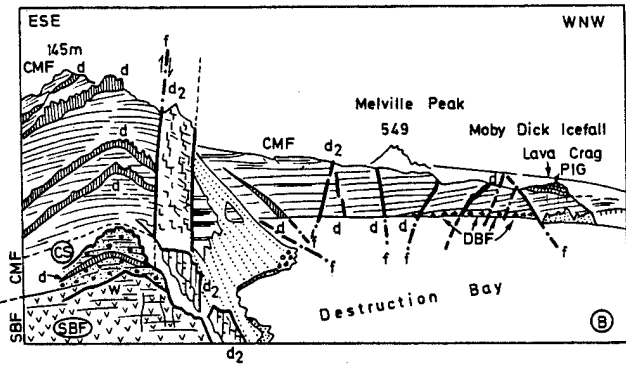 ESE
WNW
145m
CMF
d
d
f
d2
Melville Peak
549
Moby Dick Icefall
Lava Crag
PIG
CMF
d2
d
d
d
CS
d
W
SBF
CMF
SBF
d2
d2
d
f
f
d
d
f
d
f
DBF
f
Destruction Bay
B